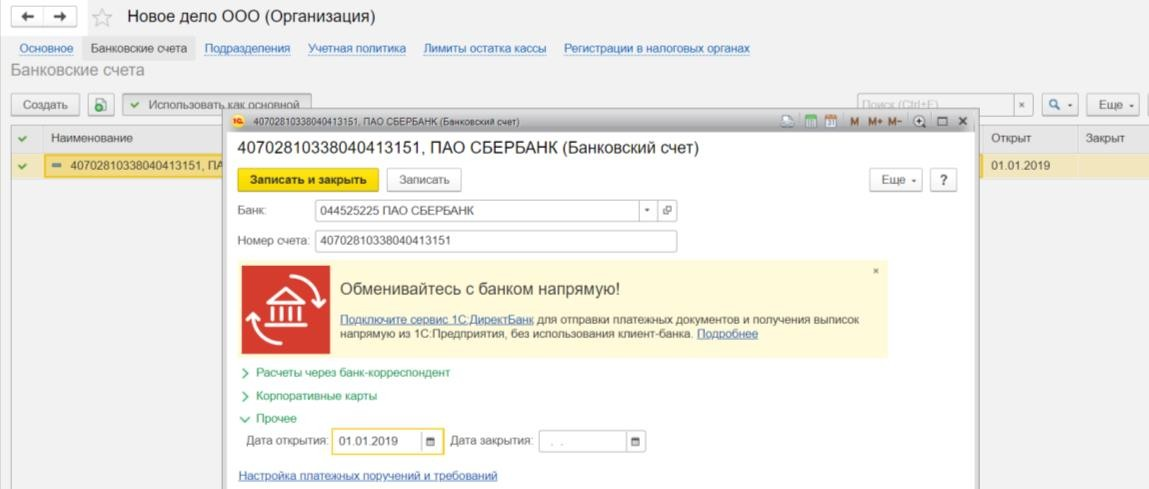 Новое дело ООО (Организация)
Основное Банковские счета Подразделения Учетная политика Лимиты остатка кассы Регистрации в налоговых органах
Банковские счета
Создать Использовать как основной Поиск (Ctrl+F) × Еще
Наименование Открыт Закрыт
40702810338040413151, ПА 01.01.2019
1С 40702810338040413151, ПАО СБЕРБАНК (Банковский счет) 31 M M+ M-
40702810338040413151, ПАО СБЕРБАНК (Банковский счет)
Записать и закрыть Записать Еще ?
Банк: 044525225 ПАО СБЕРБАНК
Номер счета: 40702810338040413151
Обменивайтесь с банком напрямую!
Подключите сервис 1С:ДиректБанк для отправки платежных документов и получения выписок
напрямую из 1С:Предприятия, без использования клиент-банка. Подробнее
Расчеты через банк-корреспондент
Корпоративные карты
Прочее
Дата открытия: 01.01.2019 Дата закрытия: . .
Настройка платежных поручений и требований